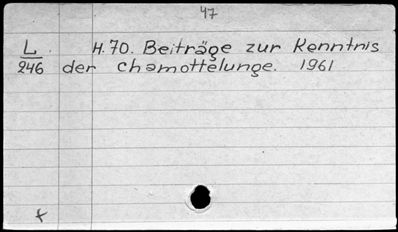 47
L. H.70. Beiträge zur Kenntnis
246 der Chamottelunge. 1961